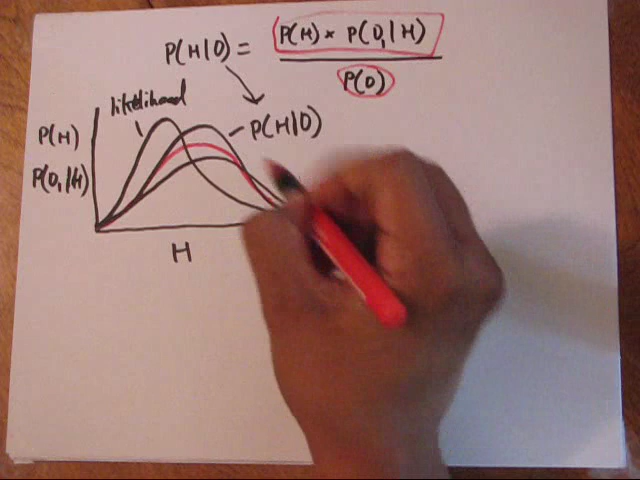 P(H|D) = P(H) × P(D,|H)
P(D)
likelihood
P(H)
P(H|D)
P(D,|H)
H